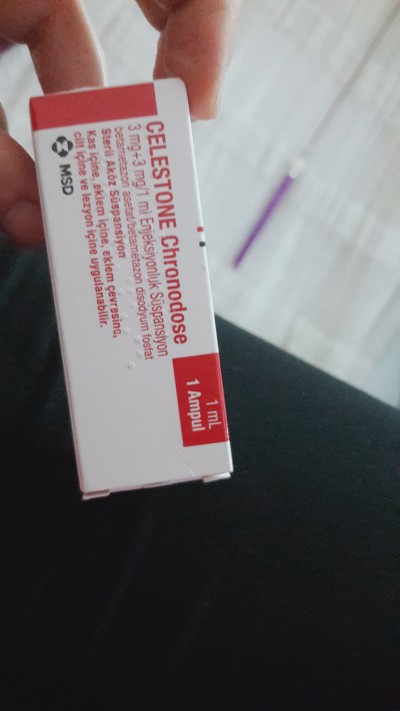 CELESTONE Chronodose
3 mg+3 mg/1 ml Enjeksiyonluk Süspansiyon
betametazon asetat/betametazon disodyum fosfat
Steril Aköz Süspansiyon
Kas içine, eklem içine, eklem çevresine,
cilt içine ve lezyon içine uygulanabilir.
MSD
1 mL
1 Ampul